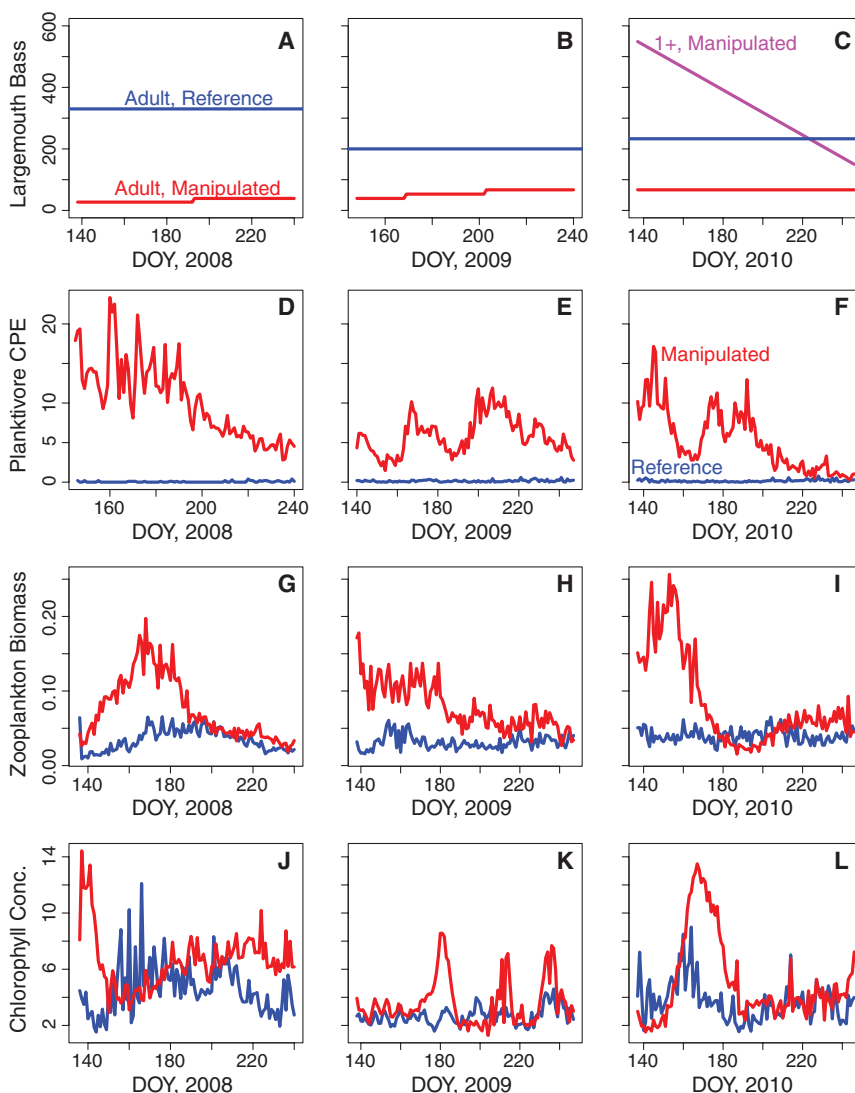 Largemouth Bass
600
400
200
0
A
Adult, Reference
Adult, Manipulated
140 180 220
DOY, 2008
B
160 200 240
DOY, 2009
C
1+, Manipulated
140 180 220
DOY, 2010
Planktivore CPE
20
10
5
0
D
160 200 240
DOY, 2008
E
140 180 220
DOY, 2009
F
Manipulated
Reference
140 180 220
DOY, 2010
Zooplankton Biomass
0.20
0.10
0.00
G
140 180 220
DOY, 2008
H
140 180 220
DOY, 2009
I
140 180 220
DOY, 2010
Chlorophyll Conc.
14
10
6
2
J
140 180 220
DOY, 2008
K
140 180 220
DOY, 2009
L
140 180 220
DOY, 2010